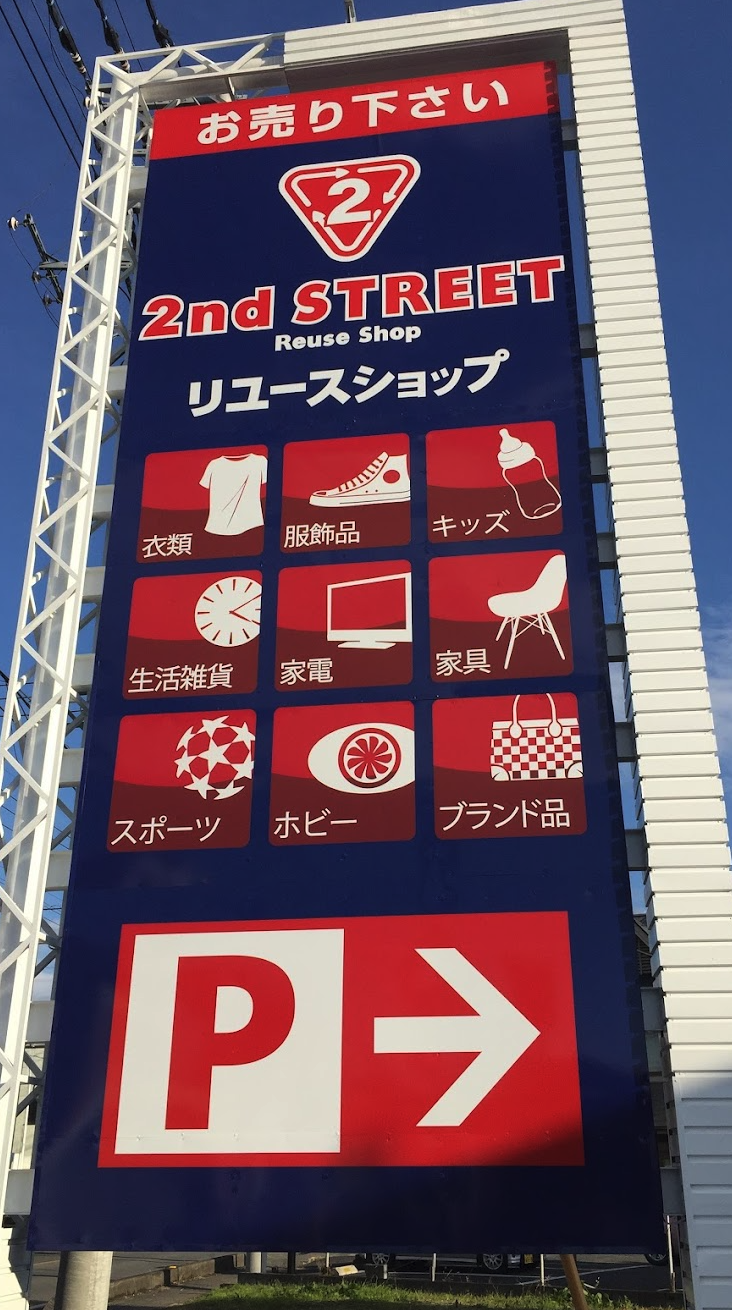 お売り下さい
2
2nd STREET
Reuse Shop
リユースショップ
衣類
服飾品
キッズ
生活雑貨
家電
家具
スポーツ
ホビー
ブランド品
P